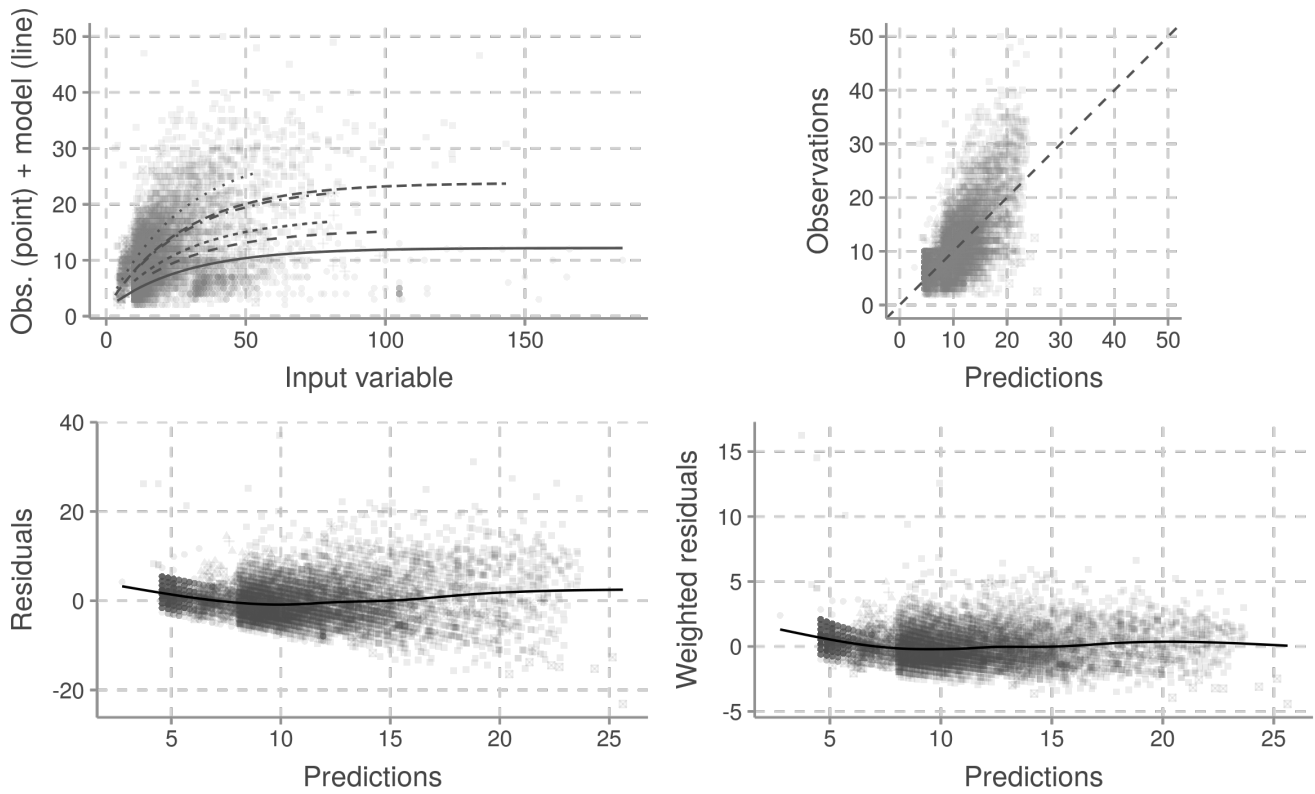 Obs. (point) + model (line)
50
40
30
20
10
0
0 50 100 150
Input variable
Observations
50
40
30
20
10
0
0 10 20 30 40 50
Predictions
Residuals
40
20
0
-20
5 10 15 20 25
Predictions
Weighted residuals
15
10
5
0
-5
5 10 15 20 25
Predictions